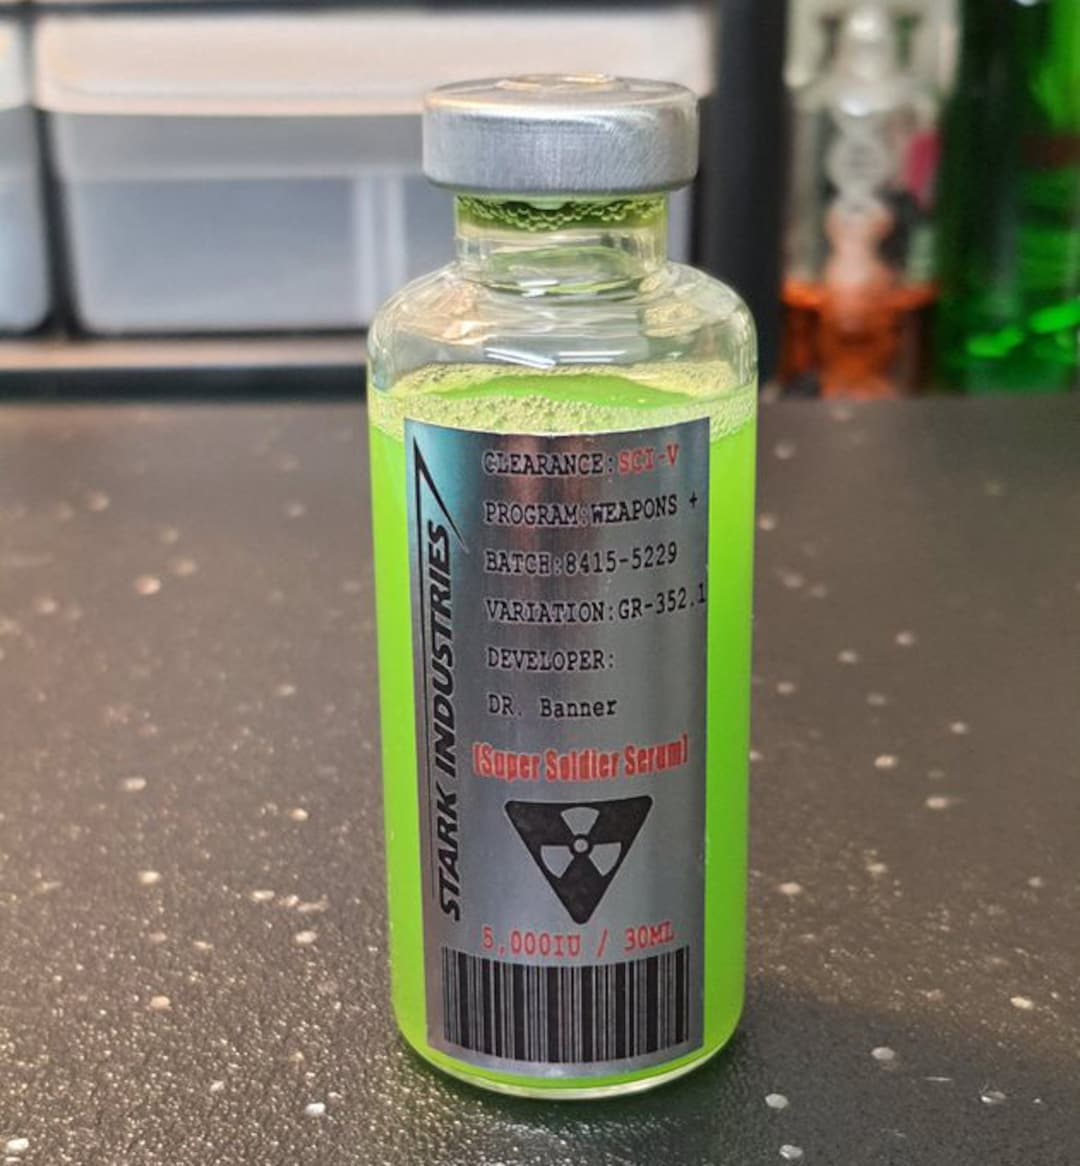 STARK INDUSTRIES
CLEARANCE:SCI-V
PROGRAM:WEAPONS +
BATCH:8415-5229
VARIATION:GR-352.1
DEVELOPER:
DR. Banner
(Super Soldier Serum)
5,000IU / 30ML